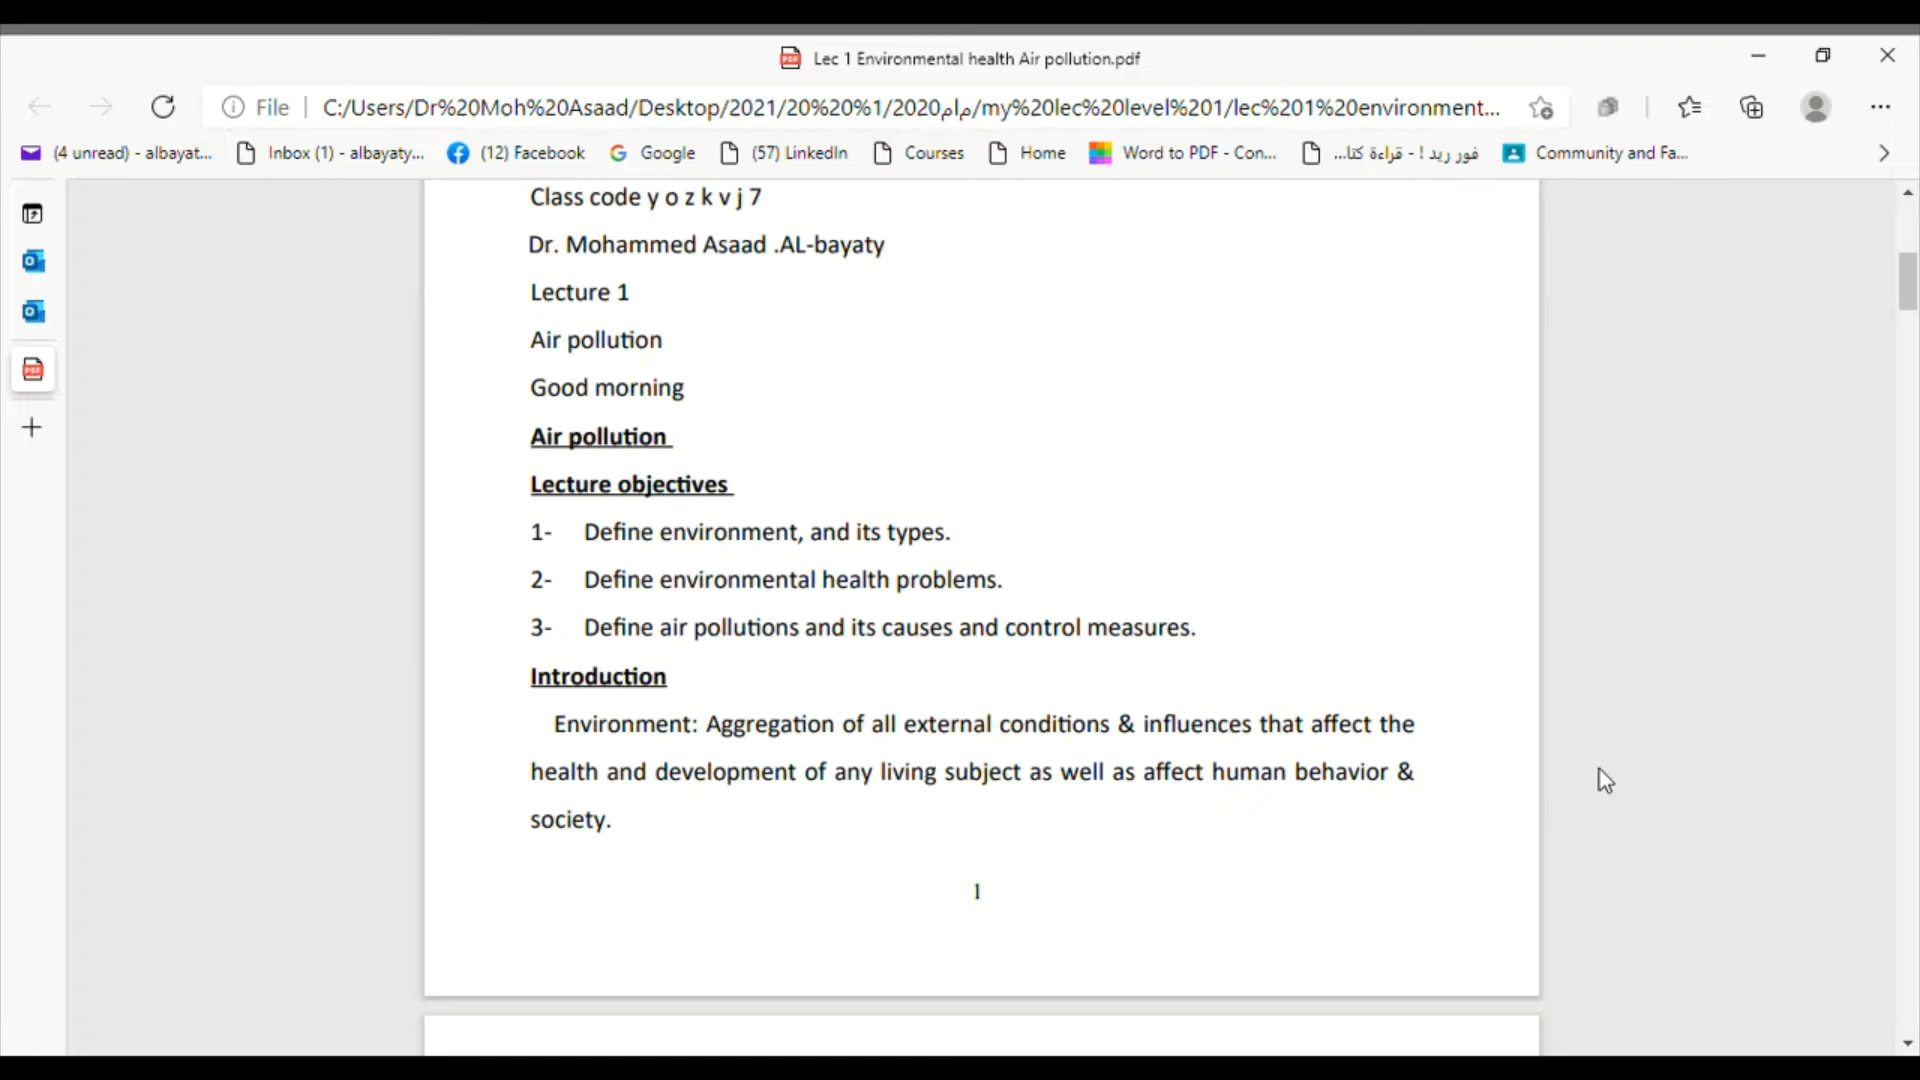 Lec 1 Environmental health Air pollution.pdf
File | C:/Users/Dr%20Moh%20Asaad/Desktop/2021/20%20%1/2020مام/my%20lec%20level%201/lec%201%20environment...
(4 unread) - albayat...
Inbox (1) - albayaty...
(12) Facebook
Google
(57) LinkedIn
Courses
Home
Word to PDF - Con...
فور ريد ! - قراءة كتا...
Community and Fa...
Class code y o z k v j 7
Dr. Mohammed Asaad .AL-bayaty
Lecture 1
Air pollution
Good morning
Air pollution
Lecture objectives
1- Define environment, and its types.
2- Define environmental health problems.
3- Define air pollutions and its causes and control measures.
Introduction
Environment: Aggregation of all external conditions & influences that affect the
health and development of any living subject as well as affect human behavior &
society.
1